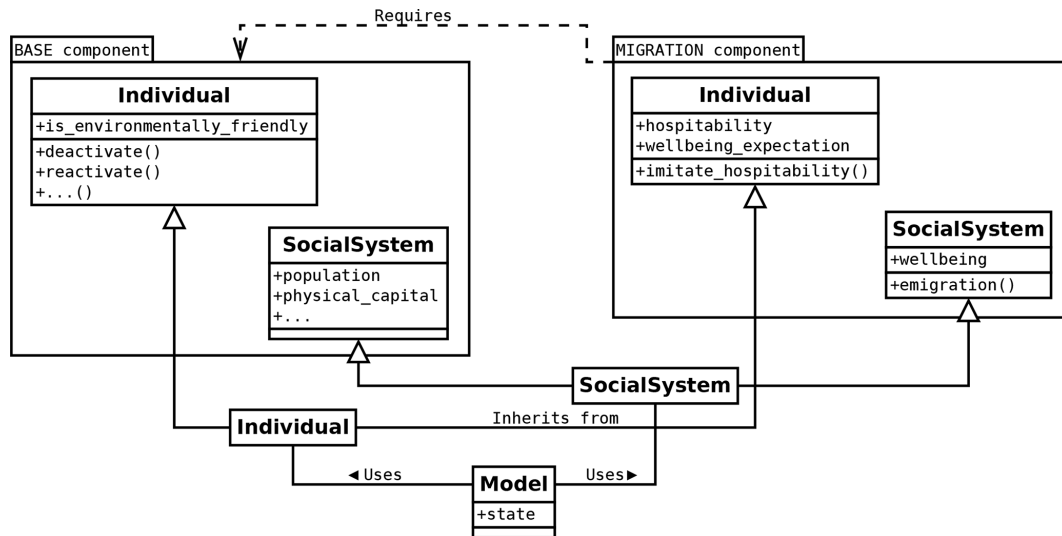 Requires
BASE component
Individual
+is_environmentally_friendly
+deactivate()
+reactivate()
+...()
SocialSystem
+population
+physical_capital
+...
MIGRATION component
Individual
+hospitability
+wellbeing_expectation
+imitate_hospitability()
SocialSystem
+wellbeing
+emigration()
SocialSystem
Individual
Inherits from
◄ Uses
Uses►
Model
+state